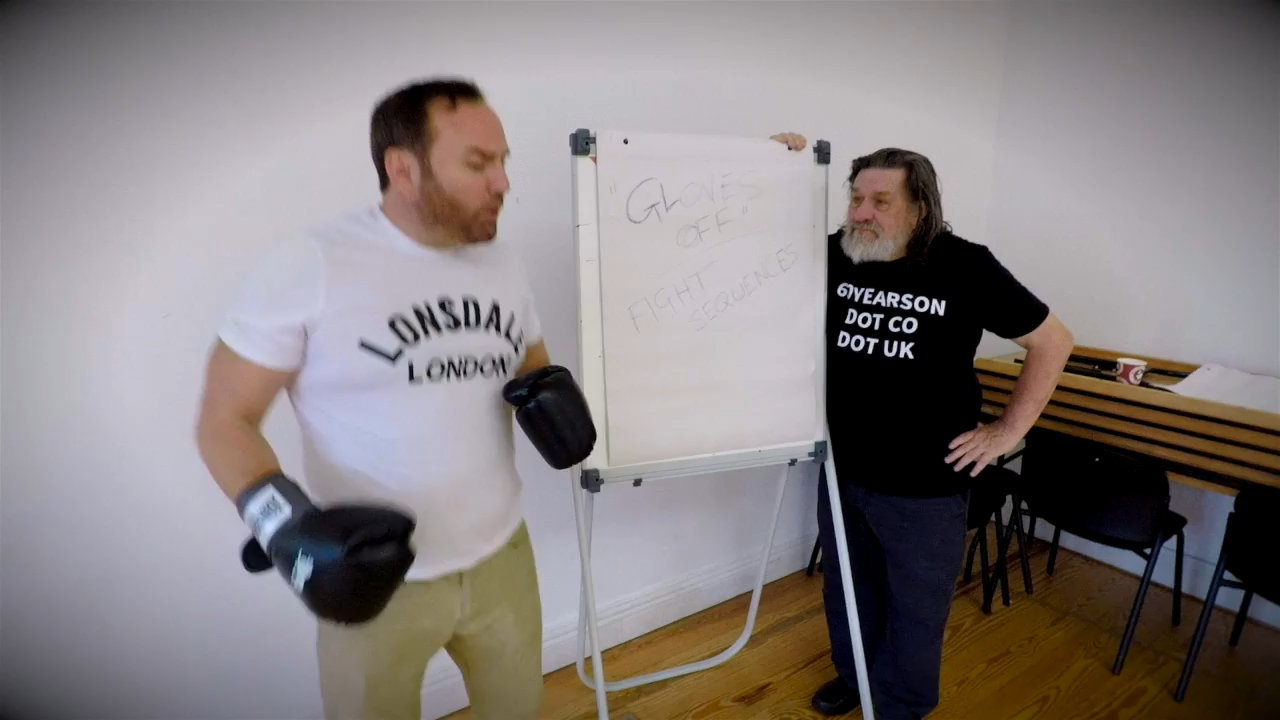 LONSDALE
LONDON
"GLOVES
OFF"
FIGHT
SEQUENCES
61YEARSON
DOT CO
DOT UK